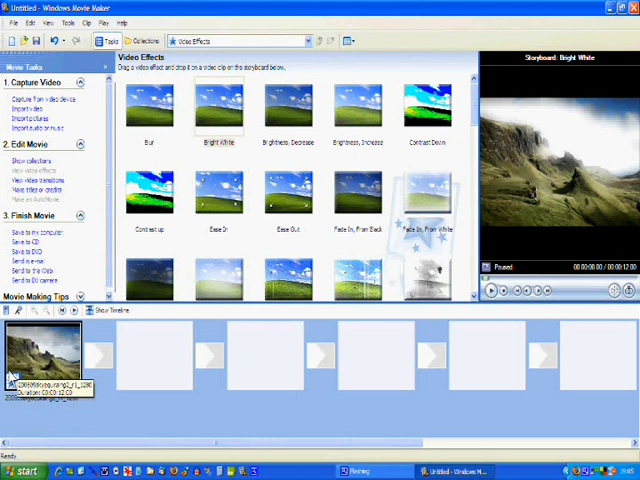 Untitled - Windows Movie Maker
File Edit View Tools Clip Play Help
Tasks Collections Video Effects
Movie Tasks
Video Effects
Drag a video effect and drop it on a video clip on the storyboard below.
Storyboard: Bright White
1. Capture Video
Capture from video device
Import video
Import pictures
Import audio or music
2. Edit Movie
Show collections
View video effects
View video transitions
Make titles or credits
Make an AutoMovie
3. Finish Movie
Save to my computer
Save to CD
Save to DVD
Send in e-mail
Send to the Web
Send to DV camera
Movie Making Tips
Blur
Bright White
Brightness, Decrease
Brightness, Increase
Contrast Down
Contrast up
Ease In
Ease Out
Fade In, From Black
Fade In, From White
Paused
00:00:00.00 / 00:00:12.00
Show Timeline
Duration: 00:00:12.00
Ready
start
Untitled - Windows M...
19:05